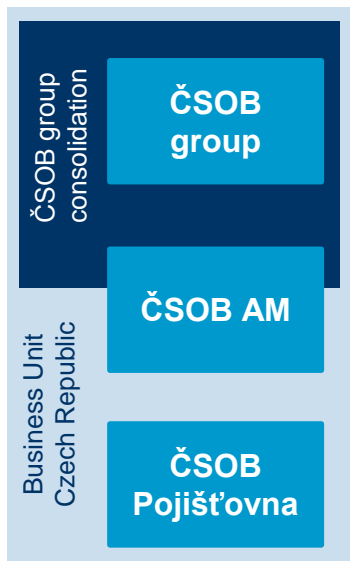 ČSOB group
consolidation
ČSOB
group
ČSOB AM
Business Unit
Czech Republic
ČSOB
Pojišťovna